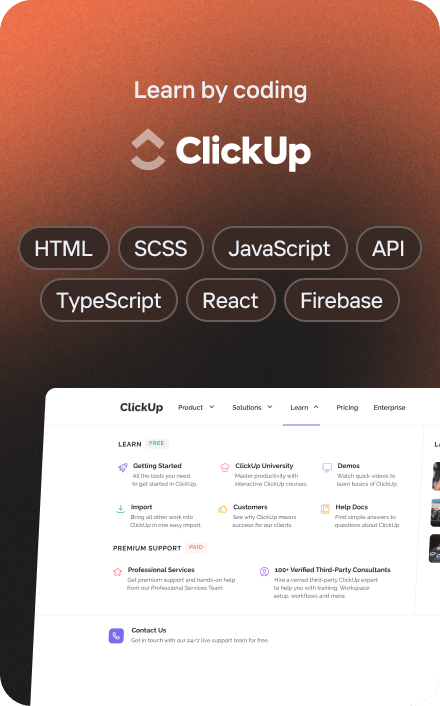 Learn by coding
ClickUp
HTML
SCSS
JavaScript
API
TypeScript
React
Firebase
ClickUp
Product
Solutions
Learn
Pricing
Enterprise
LEARN FREE
Getting Started
All the tools you need
to get started in ClickUp.
ClickUp University
Master productivity with
interactive ClickUp courses.
Demos
Watch quick videos to
learn basics of ClickUp.
Import
Bring all other work into
ClickUp in one easy import.
Customers
See why ClickUp means
success for our clients.
Help Docs
Find simple answers to
questions about ClickUp.
PREMIUM SUPPORT PAID
Professional Services
Get premium support and hands-on help
from our Professional Services Team.
100+ Verified Third-Party Consultants
Hire a verified third-party ClickUp expert
to help you with training, Workspace
setup, workflows and more.
Contact Us
Get in touch with our 24/7 live support team for free.